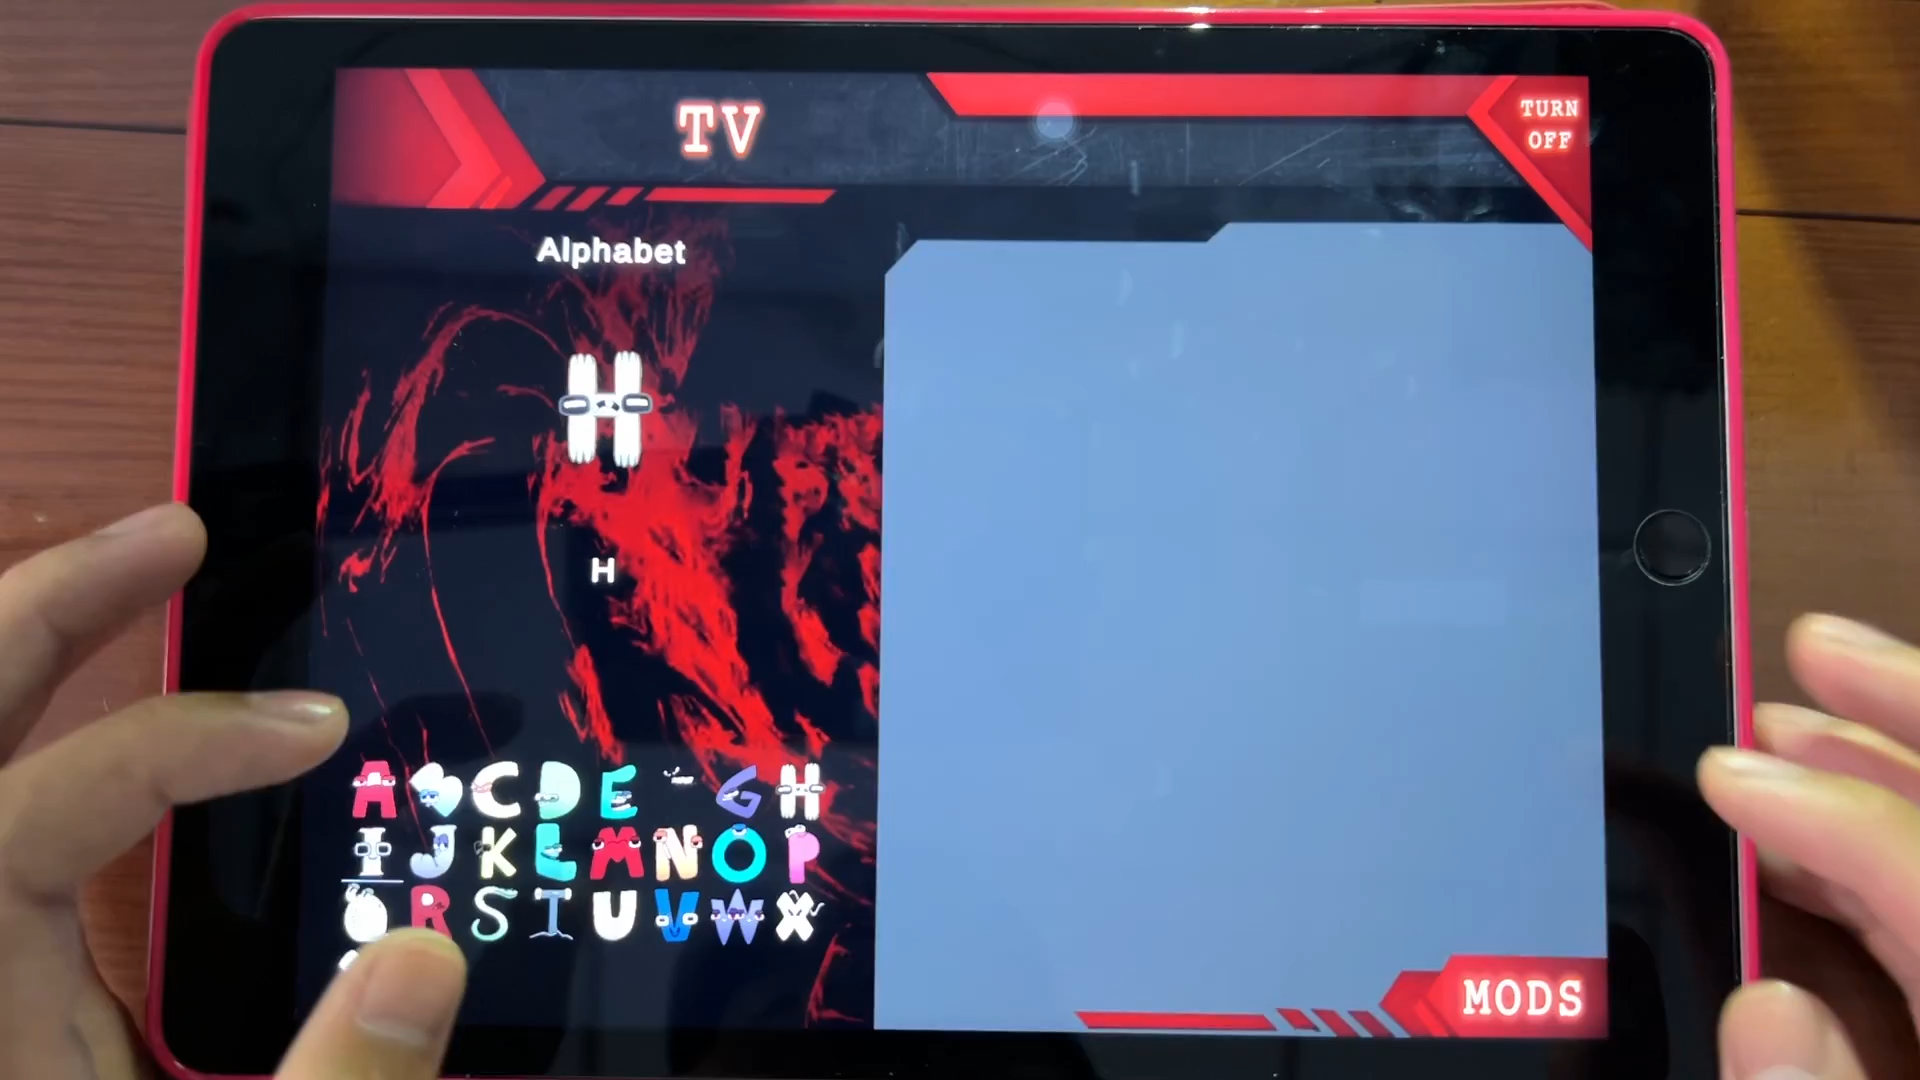 TV
TURN
OFF
Alphabet
H
H
A B C D E G H
I J K L M N O P
R S T U V W X
MODS